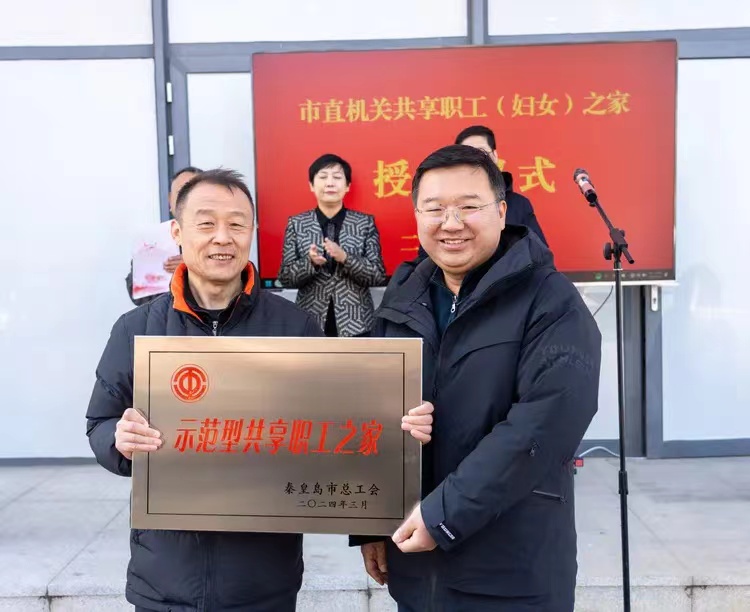 市直机关共享职工（妇女）之家
授 式
示范型共享职工之家
秦皇岛市总工会
二〇二四年三月